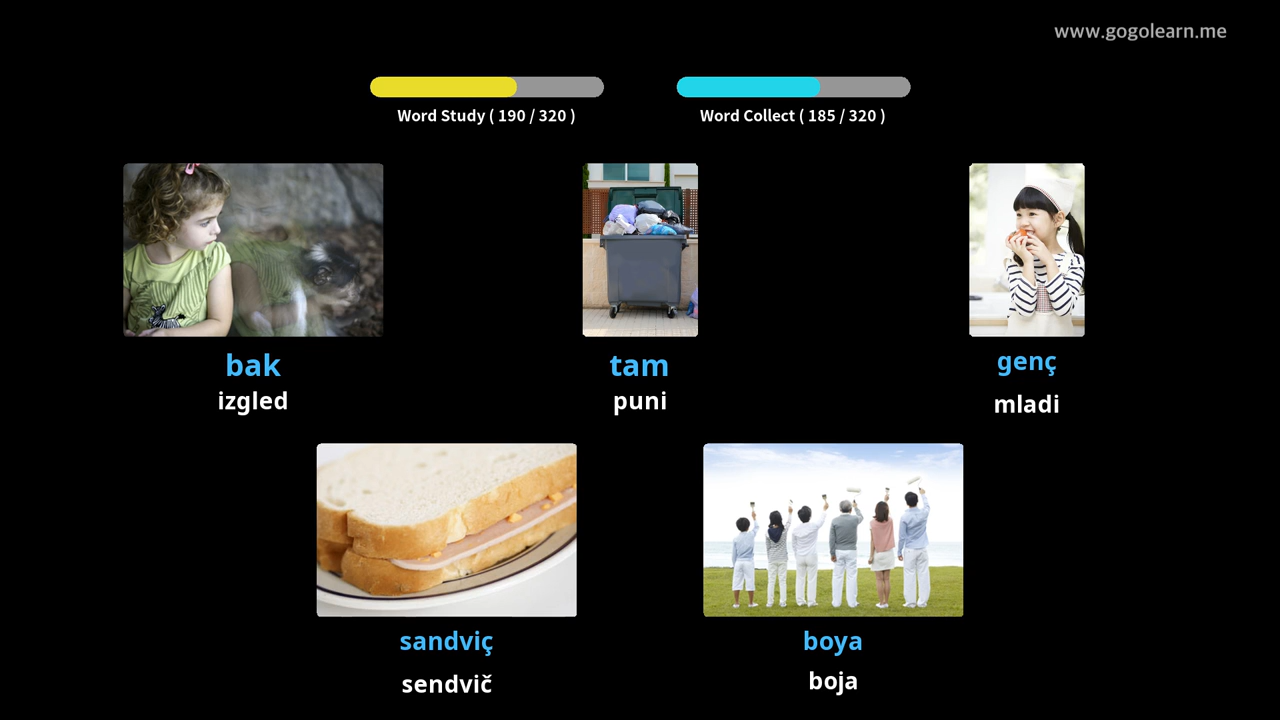 www.gogolearn.me
Word Study ( 190 / 320 )
Word Collect ( 185 / 320 )
bak
izgled
tam
puni
genç
mladi
sandviç
sendvič
boya
boja